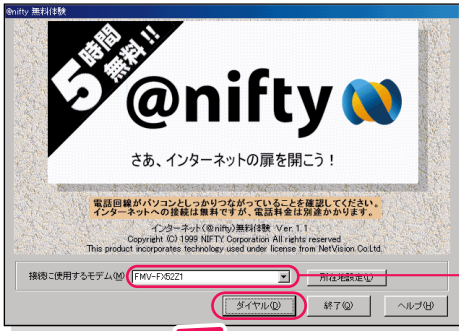 @nifty 無料体験
5時間
無料!!
@nifty
さあ、インターネットの扉を開こう！
電話回線がパソコンとしっかりつながっていることを確認してください。
インターネットへの接続は無料ですが、電話料金は別途かかります。
インターネット(@nifty)無料体験 Ver.1.1
Copyright (C) 1999 NIFTY Corporation All rights reserved
This product incorporates technology used under license from NetVision Co.Ltd.
接続に使用するモデム(M) FMV-FX52Z1 所在地設定(L)
ダイヤル(D) 終了(Q) ヘルプ(H)